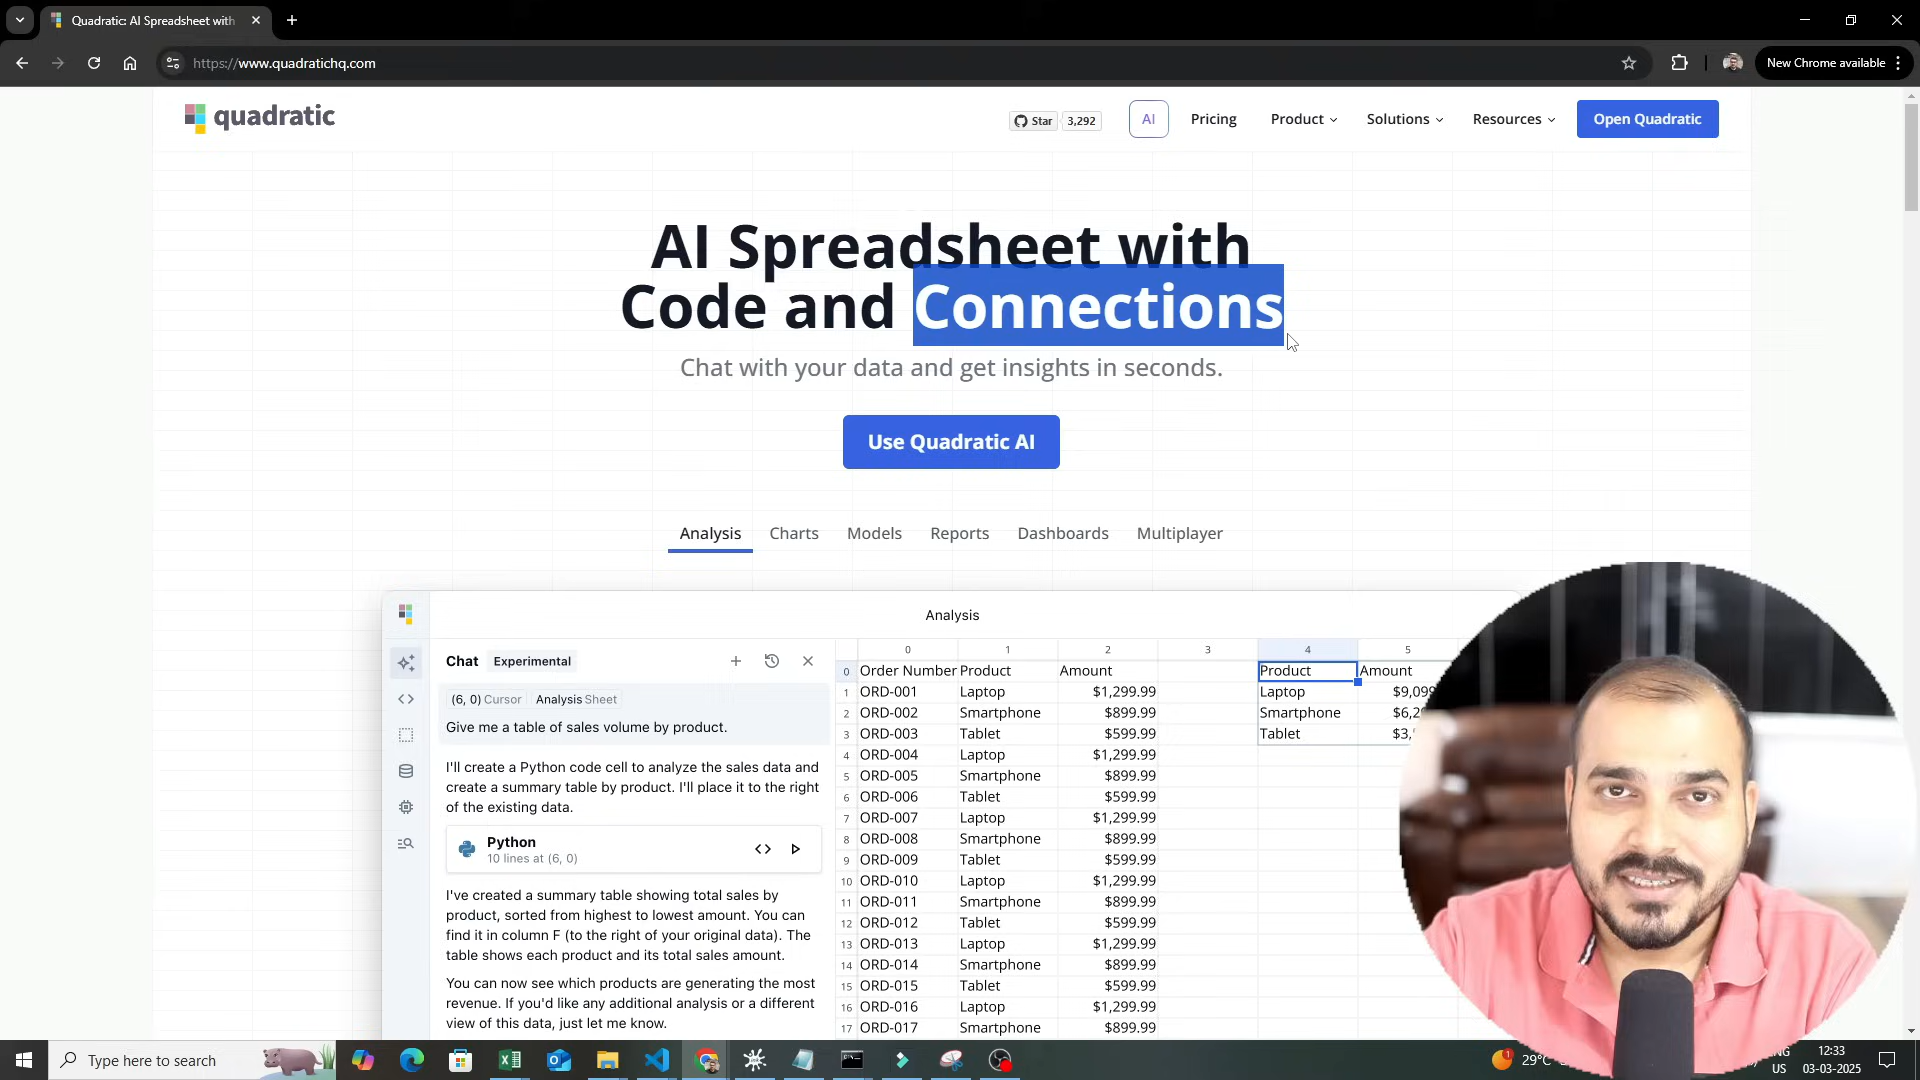 Quadratic: AI Spreadsheet with
https://www.quadratichq.com
New Chrome available
quadratic
Star 3,292
AI
Pricing
Product
Solutions
Resources
Open Quadratic
AI Spreadsheet with
Code and Connections
Chat with your data and get insights in seconds.
Use Quadratic AI
Analysis Charts Models Reports Dashboards Multiplayer
Analysis
Chat Experimental
(6, 0) Cursor Analysis Sheet
Give me a table of sales volume by product.
I'll create a Python code cell to analyze the sales data and
create a summary table by product. I'll place it to the right
of the existing data.
Python
10 lines at (6, 0)
I've created a summary table showing total sales by
product, sorted from highest to lowest amount. You can
find it in column F (to the right of your original data). The
table shows each product and its total sales amount.
You can now see which products are generating the most
revenue. If you'd like any additional analysis or a different
view of this data, just let me know.
0 1 2 3 4 5
0 Order Number Product Amount Product Amount
1 ORD-001 Laptop $1,299.99 Laptop
2 ORD-002 Smartphone $899.99 Smartphone
3 ORD-003 Tablet $599.99 Tablet
4 ORD-004 Laptop $1,299.99
5 ORD-005 Smartphone $899.99
6 ORD-006 Tablet $599.99
7 ORD-007 Laptop $1,299.99
8 ORD-008 Smartphone $899.99
9 ORD-009 Tablet $599.99
10 ORD-010 Laptop $1,299.99
11 ORD-011 Smartphone $899.99
12 ORD-012 Tablet $599.99
13 ORD-013 Laptop $1,299.99
14 ORD-014 Smartphone $899.99
15 ORD-015 Tablet $599.99
16 ORD-016 Laptop $1,299.99
17 ORD-017 Smartphone $899.99
Type here to search
1
29°C
US
12:33
03-03-2025